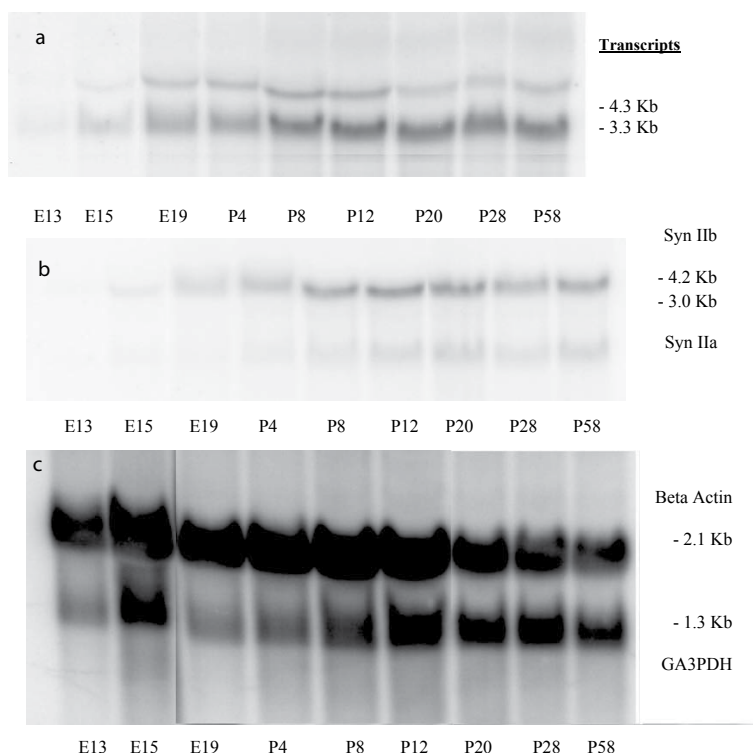 a
Transcripts
- 4.3 Kb
- 3.3 Kb
E13 E15 E19 P4 P8 P12 P20 P28 P58
Syn IIb
b
- 4.2 Kb
- 3.0 Kb
Syn IIa
E13 E15 E19 P4 P8 P12 P20 P28 P58
c
Beta Actin
- 2.1 Kb
- 1.3 Kb
GA3PDH
E13 E15 E19 P4 P8 P12 P20 P28 P58